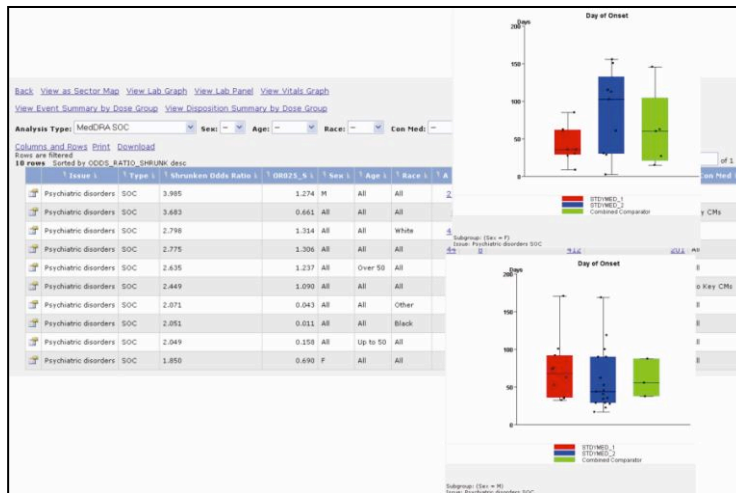 Back View as Sector Map View Lab Graph View Lab Panel View Vitals Graph
View Event Summary by Dose Group View Disposition Summary by Dose Group
Analysis Type: MedDRA SOC Sex: -- Age: -- Race: -- Con Med: --
Columns and Rows Print Download
Rows are filtered
10 rows Sorted by ODDS_RATIO_SHRUNK desc
of 1
Issue Type Shrunken Odds Ratio OR025_S Sex Age Race A Con Med
Psychiatric disorders SOC 3.985 1.274 M All All 2
Psychiatric disorders SOC 3.683 0.661 All All All CMs
Psychiatric disorders SOC 2.798 1.314 All All White 4
Psychiatric disorders SOC 2.775 1.306 All All All
Psychiatric disorders SOC 2.635 1.237 All Over 50 All
Psychiatric disorders SOC 2.449 1.090 All All All Key CMs
Psychiatric disorders SOC 2.071 0.043 All All Other
Psychiatric disorders SOC 2.051 0.011 All All Black
Psychiatric disorders SOC 2.049 0.158 All Up to 50 All
Psychiatric disorders SOC 1.850 0.690 F All All
Day of Onset
Days
200
150
100
50
0
STDYMED_1
STDYMED_2
Combined Comparator
Subgroup: (Sex = F)
Issue: Psychiatric disorders SOC
Day of Onset
Days
200
150
100
50
0
STDYMED_1
STDYMED_2
Combined Comparator
Subgroup: (Sex = M)
Issue: Psychiatric disorders SOC